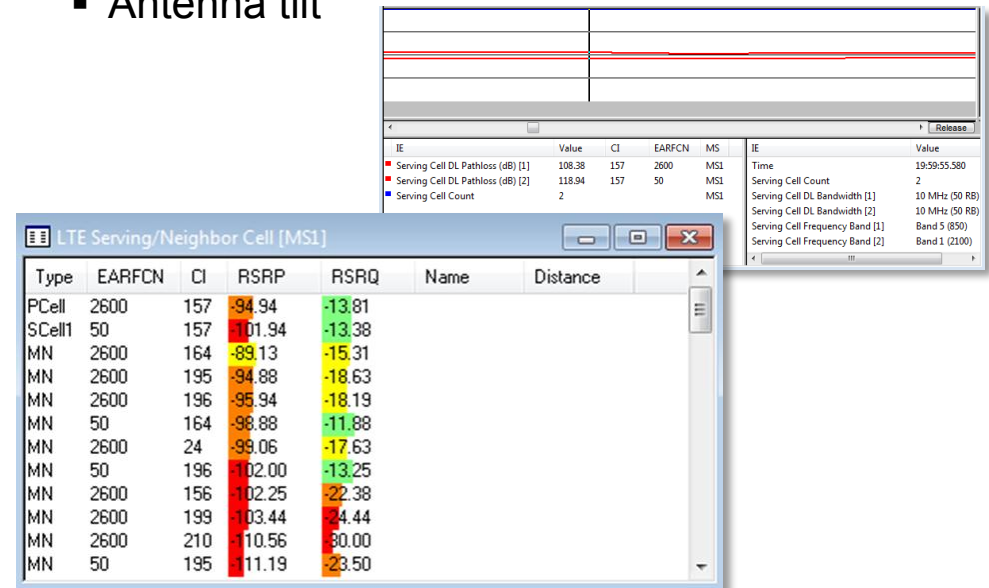 ▪ Antenna tilt
Release
IE Value CI EARFCN MS
Serving Cell DL Pathloss (dB) [1] 108.38 157 2600 MS1
Serving Cell DL Pathloss (dB) [2] 118.94 157 50 MS1
Serving Cell Count 2 MS1
IE Value
Time 19:59:55.580
Serving Cell Count 2
Serving Cell DL Bandwidth [1] 10 MHz (50 RB)
Serving Cell DL Bandwidth [2] 10 MHz (50 RB)
Serving Cell Frequency Band [1] Band 5 (850)
Serving Cell Frequency Band [2] Band 1 (2100)
LTE Serving/Neighbor Cell [MS1]
Type EARFCN CI RSRP RSRQ Name Distance
PCell 2600 157 -94.94 -13.81
SCell1 50 157 -101.94 -13.38
MN 2600 164 -89.13 -15.31
MN 2600 195 -94.88 -18.63
MN 2600 196 -95.94 -18.19
MN 50 164 -98.88 -11.88
MN 2600 24 -99.06 -17.63
MN 50 196 -102.00 -13.25
MN 2600 156 -102.25 -22.38
MN 2600 199 -103.44 -24.44
MN 2600 210 -110.56 -30.00
MN 50 195 -111.19 -23.50